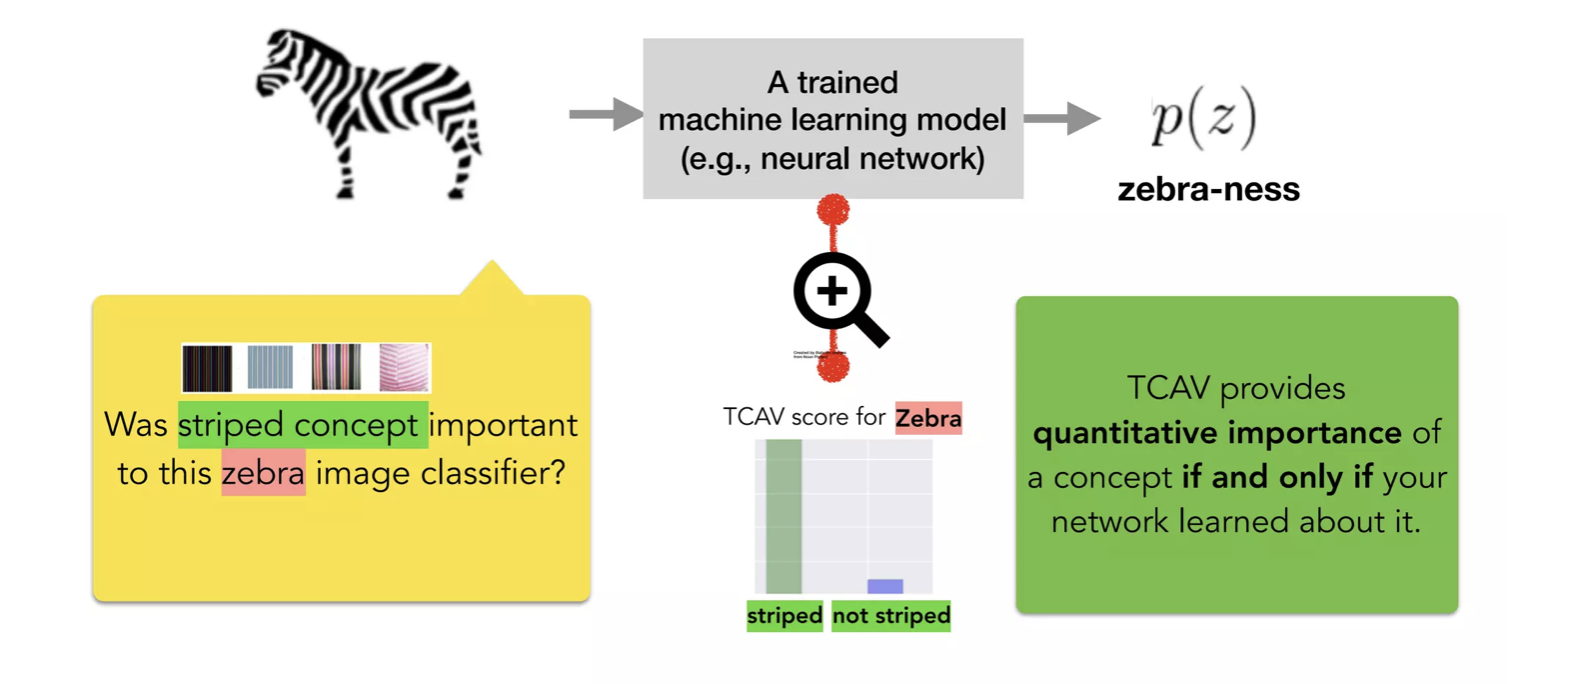 A trained
machine learning model
(e.g., neural network)
p(z)
zebra-ness
Was striped concept important
to this zebra image classifier?
TCAV score for Zebra
striped not striped
TCAV provides
quantitative importance of
a concept if and only if your
network learned about it.